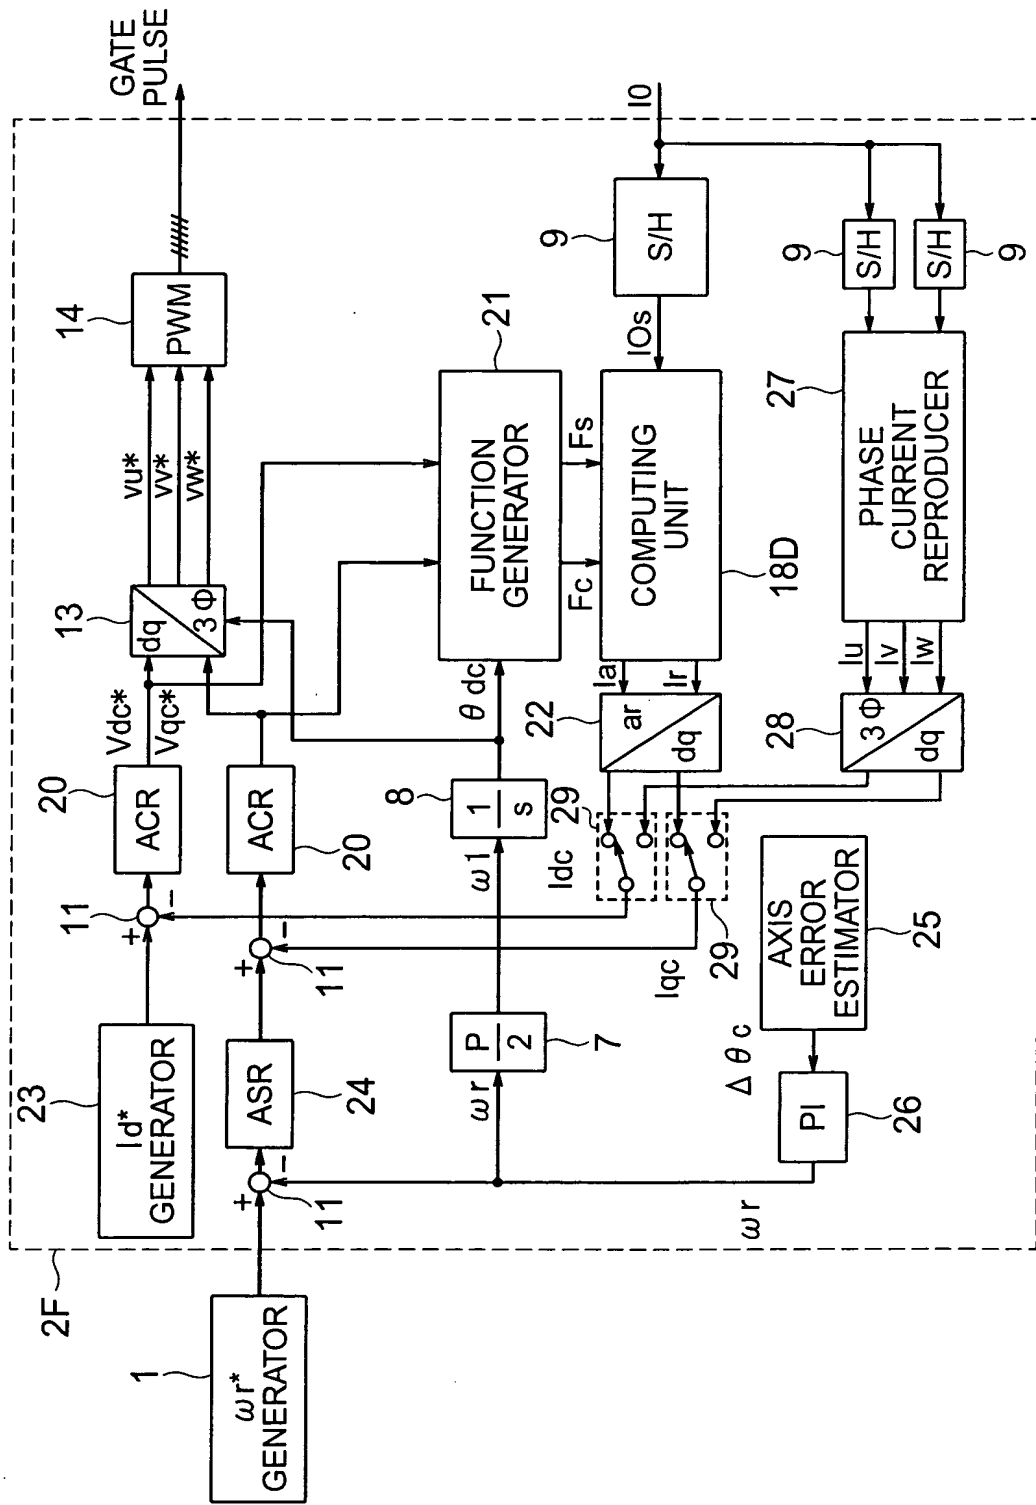 2F
1
ωr*
GENERATOR
23
Id*
GENERATOR
11
+
-
ACR
20
Vdc*
Vqc*
13
dq
3Φ
vu*
vv*
vw*
14
PWM
GATE
PULSE
+
-
11
ASR
24
+
-
11
ACR
20
ωr
P
2
7
ω1
8
1
s
θdc
FUNCTION
GENERATOR
21
Fc
Fs
Idc
29
Iqc
29
22
ar
dq
Ia
Ir
COMPUTING
UNIT
18D
IOs
9
S/H
I0
ωr
PI
26
Δθc
AXIS
ERROR
ESTIMATOR
25
28
3Φ
dq
Iu
Iv
Iw
PHASE
CURRENT
REPRODUCER
27
9
S/H
S/H
9